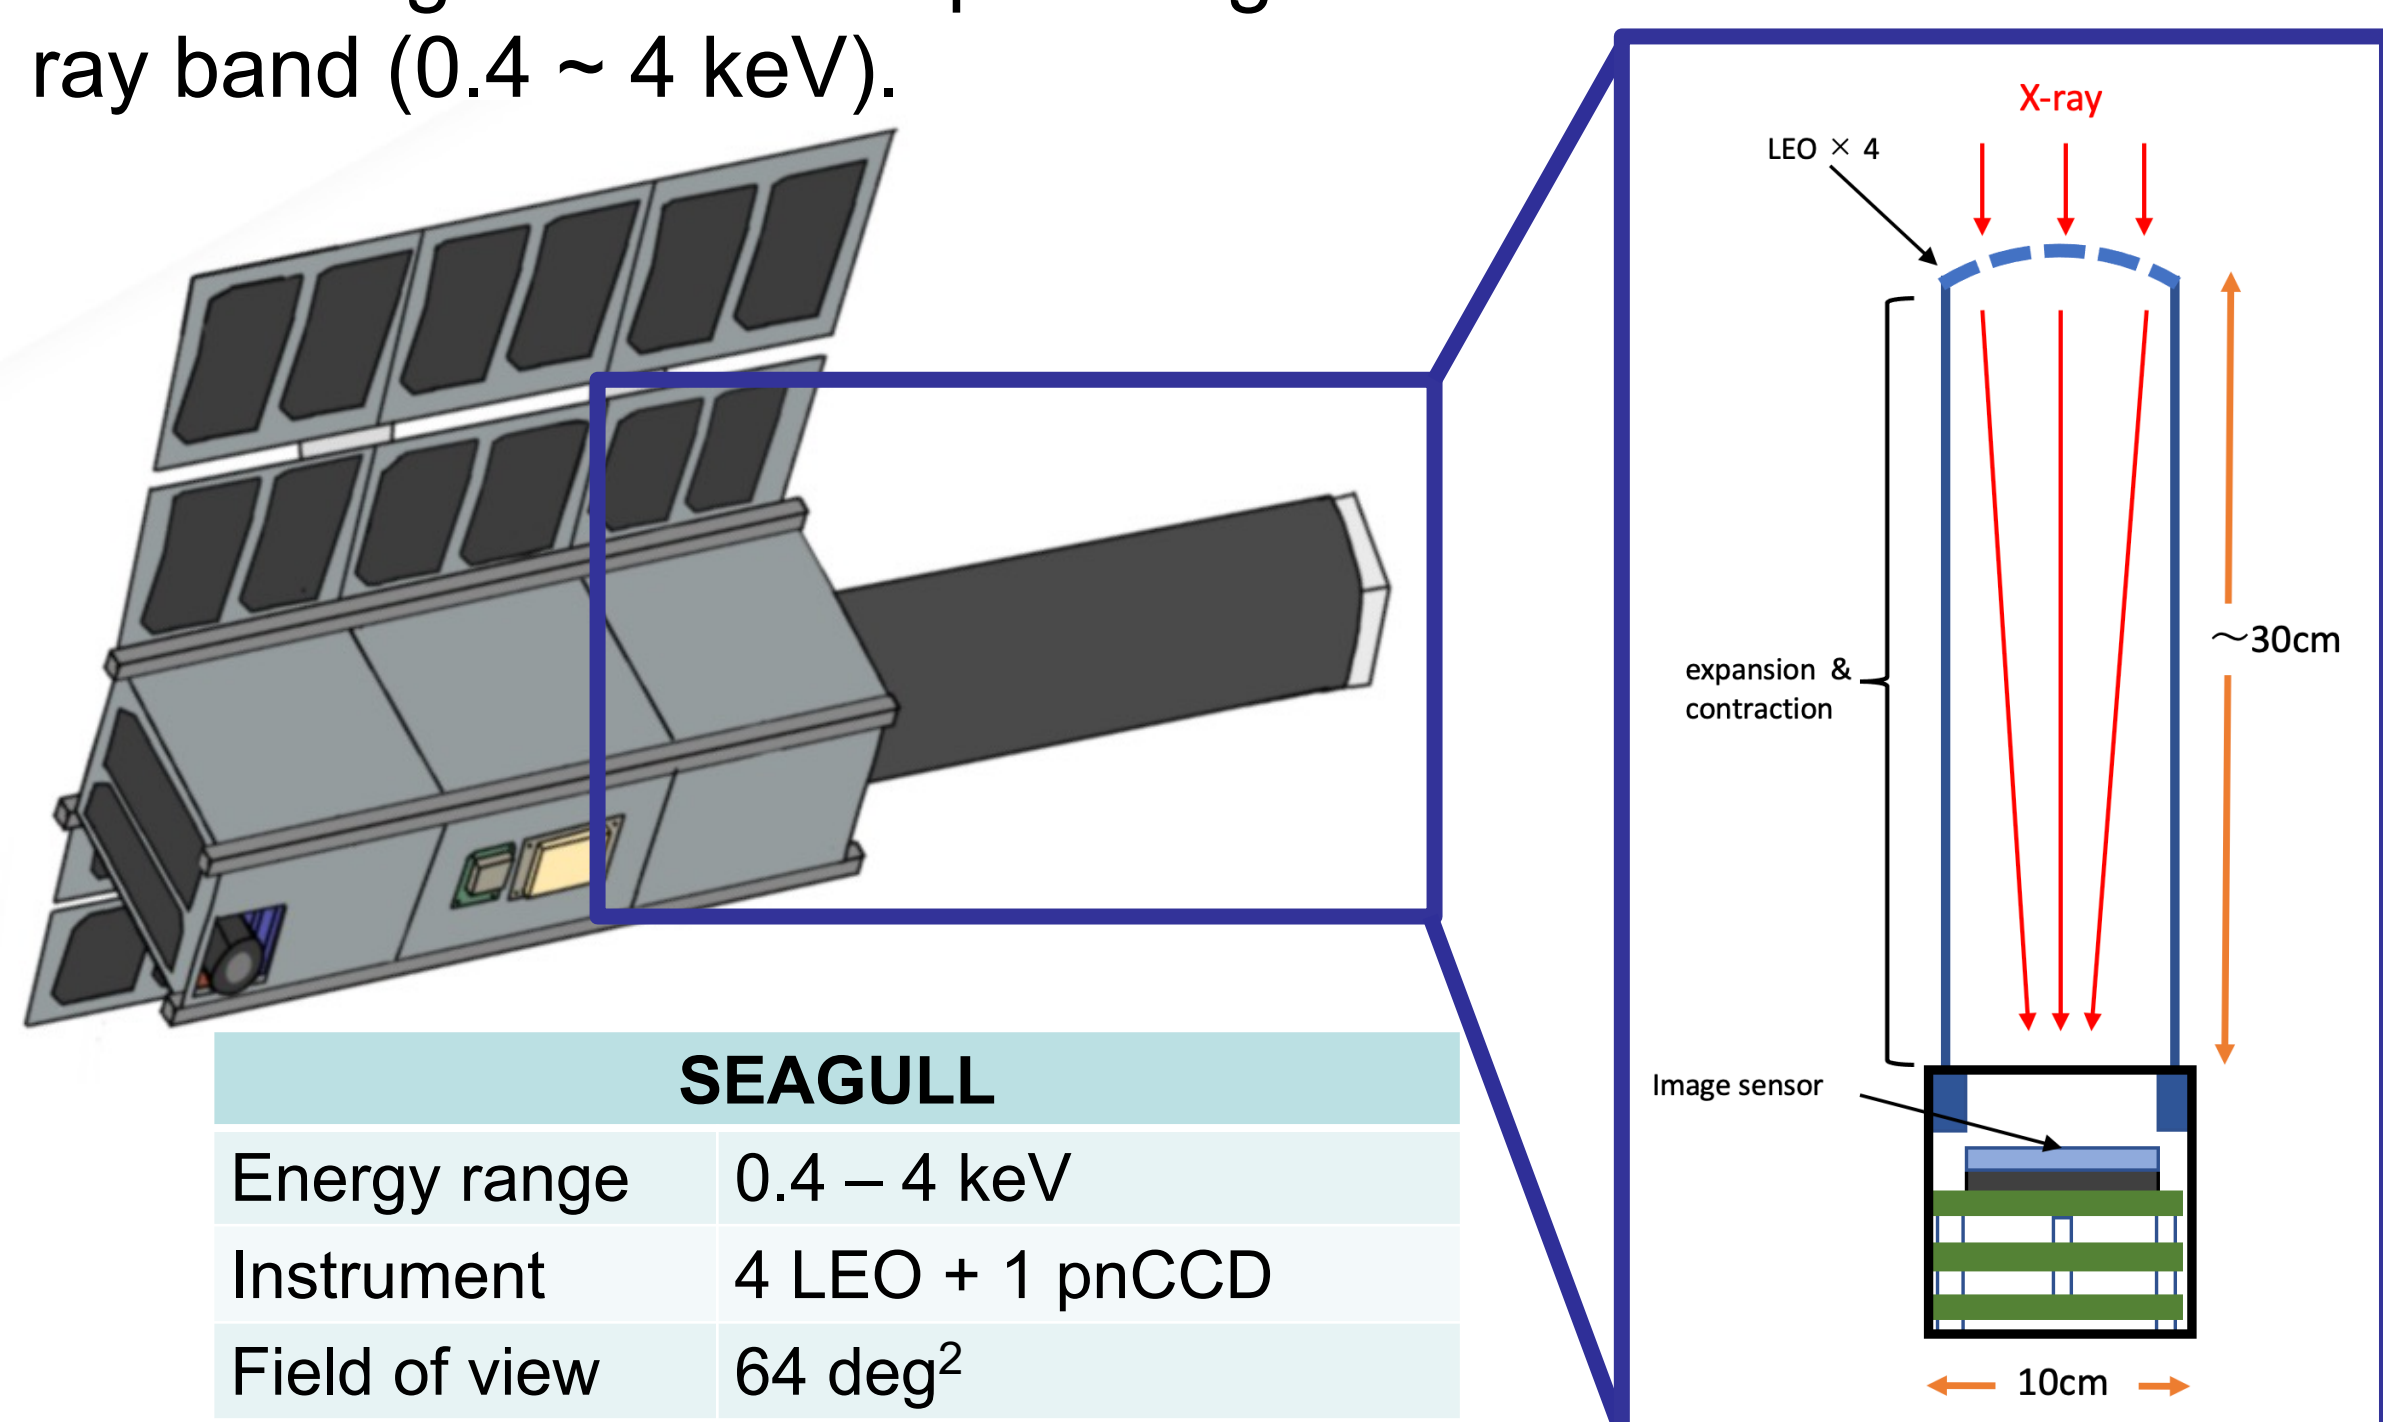 ray band (0.4 ~ 4 keV).
X-ray
LEO × 4
expansion &
contraction
~30cm
Image sensor
10cm
SEAGULL
Energy range 0.4 – 4 keV
Instrument 4 LEO + 1 pnCCD
Field of view 64 deg²